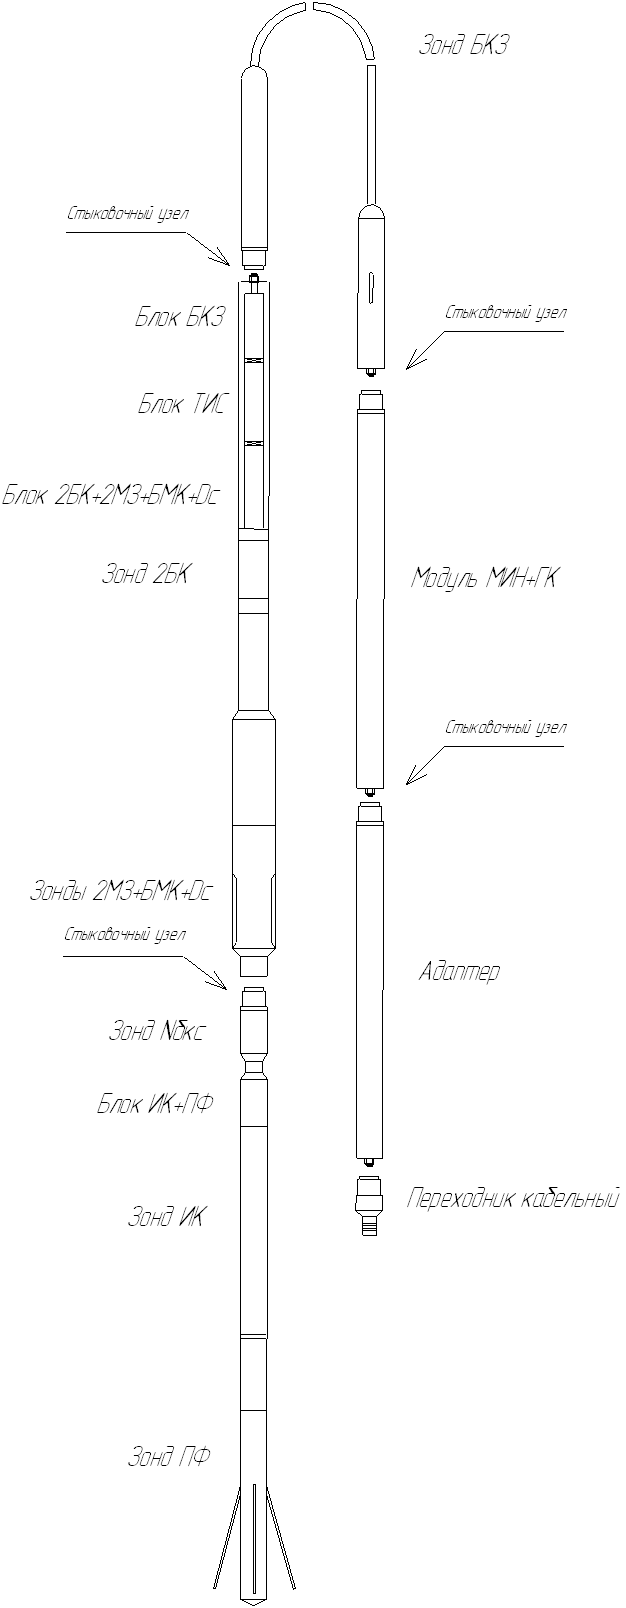 Зонд БКЗ
Стыковочный узел
Блок БКЗ
Стыковочный узел
Блок ТИС
Блок 2БК+2МЗ+БМК+Dc
Зонд 2БК
Модуль МИН+ГК
Стыковочный узел
Зонды 2МЗ+БМК+Dc
Стыковочный узел
Адаптер
Зонд Nбкс
Блок ИК+ПФ
Переходник кабельный
Зонд ИК
Зонд ПФ